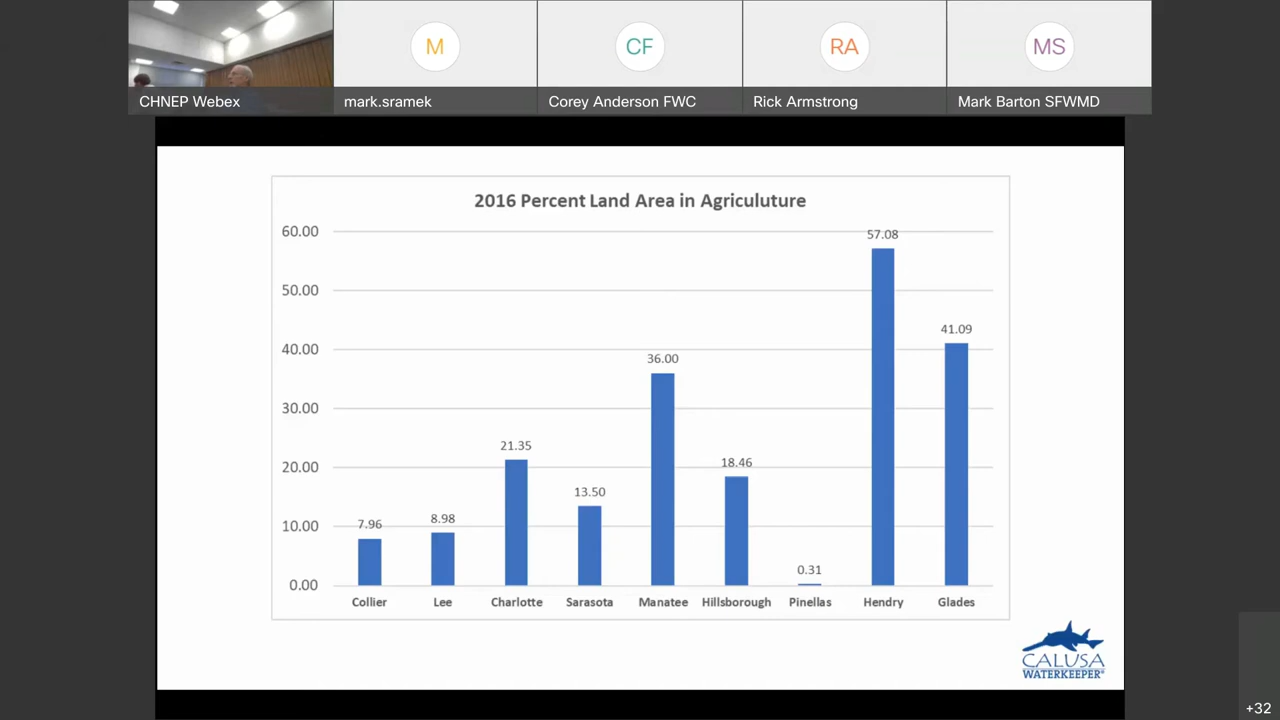 M
CF
RA
MS
CHNEP Webex
mark.sramek
Corey Anderson FWC
Rick Armstrong
Mark Barton SFWMD
2016 Percent Land Area in Agriculuture
60.00
50.00
40.00
30.00
20.00
10.00
0.00
7.96
8.98
21.35
13.50
36.00
18.46
0.31
57.08
41.09
Collier
Lee
Charlotte
Sarasota
Manatee
Hillsborough
Pinellas
Hendry
Glades
CALUSA
WATERKEEPER®
+32